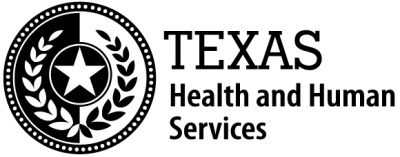 TEXAS
Health and Human
Services